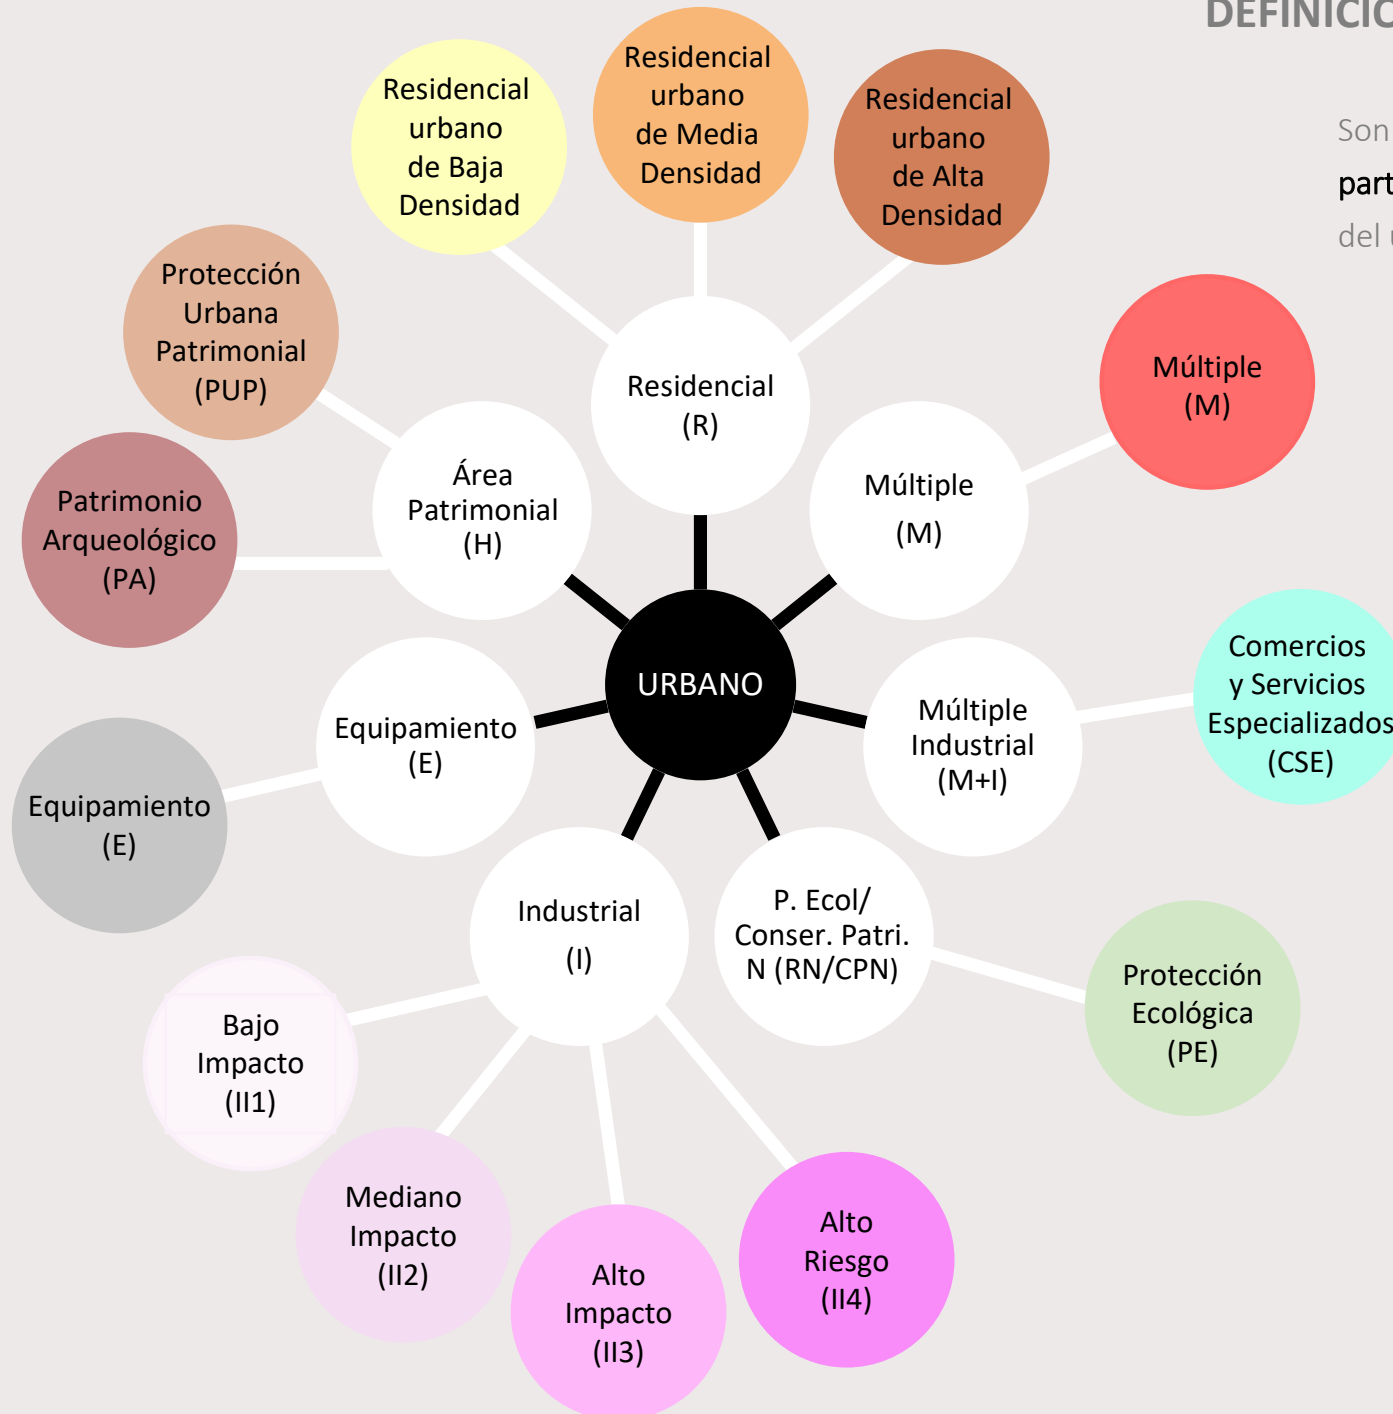 DEFINICIO
Son
part
del u
Residencial
urbano
de Baja
Densidad
Residencial
urbano
de Media
Densidad
Residencial
urbano
de Alta
Densidad
Protección
Urbana
Patrimonial
(PUP)
Patrimonio
Arqueológico
(PA)
Área
Patrimonial
(H)
Residencial
(R)
Múltiple
(M)
Múltiple
(M)
URBANO
Equipamiento
(E)
Equipamiento
(E)
Múltiple
Industrial
(M+I)
Comercios
y Servicios
Especializados
(CSE)
Industrial
(I)
P. Ecol/
Conser. Patri.
N (RN/CPN)
Protección
Ecológica
(PE)
Bajo
Impacto
(II1)
Mediano
Impacto
(II2)
Alto
Impacto
(II3)
Alto
Riesgo
(II4)